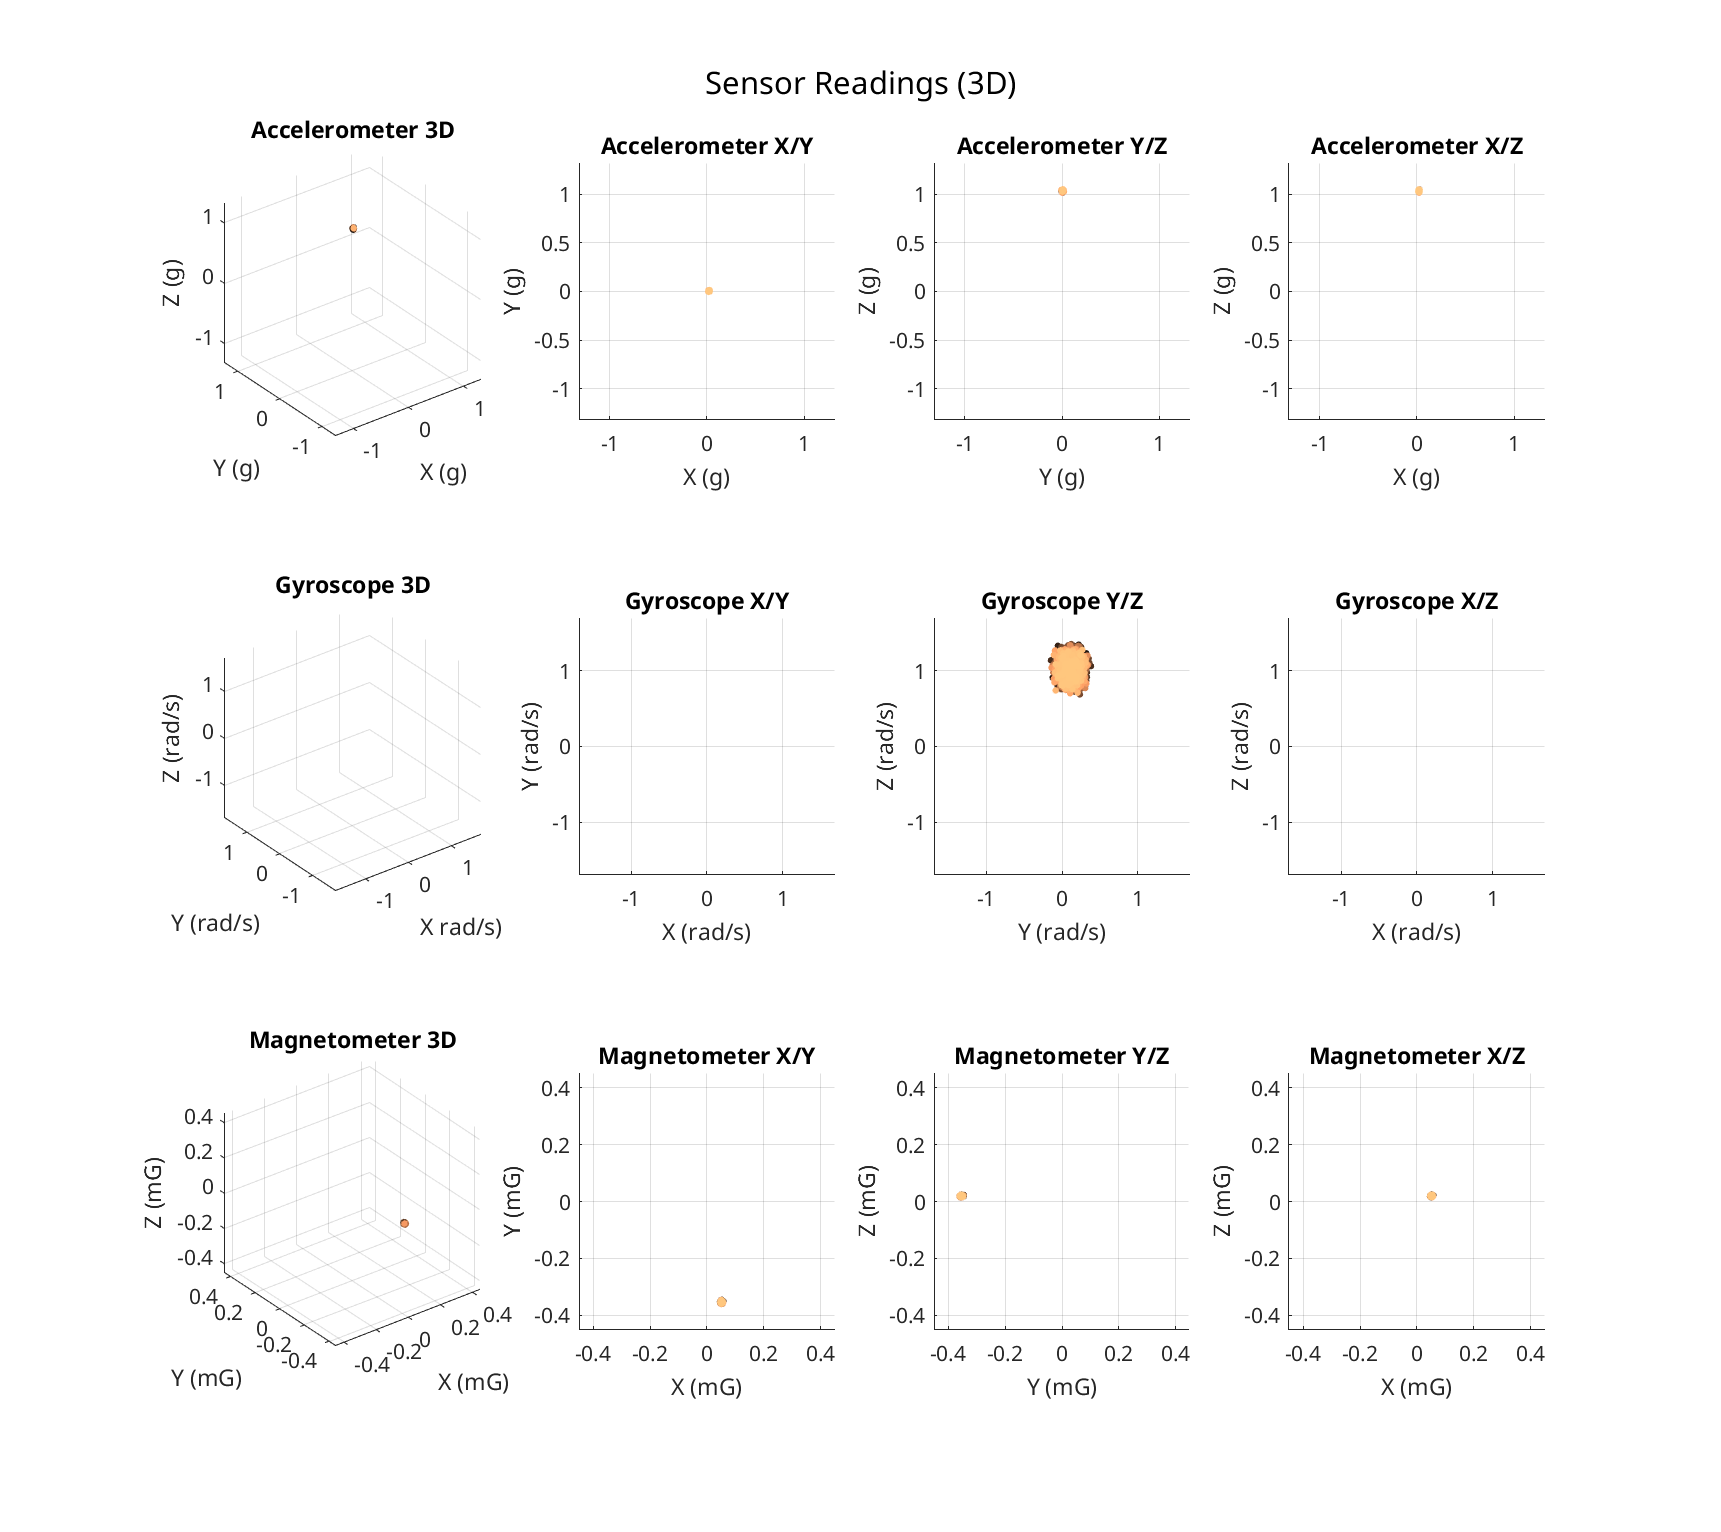 Sensor Readings (3D)
Accelerometer 3D
1
0
-1
Z (g)
1
0
-1
Y (g)
-1
0
1
X (g)
Accelerometer X/Y
1
0.5
0
-0.5
-1
Y (g)
-1 0 1
X (g)
Accelerometer Y/Z
1
0.5
0
-0.5
-1
Z (g)
-1 0 1
Y (g)
Accelerometer X/Z
1
0.5
0
-0.5
-1
Z (g)
-1 0 1
X (g)
Gyroscope 3D
1
0
-1
Z (rad/s)
1
0
-1
Y (rad/s)
-1
0
1
X rad/s)
Gyroscope X/Y
1
0
-1
Y (rad/s)
-1 0 1
X (rad/s)
Gyroscope Y/Z
1
0
-1
Z (rad/s)
-1 0 1
Y (rad/s)
Gyroscope X/Z
1
0
-1
Z (rad/s)
-1 0 1
X (rad/s)
Magnetometer 3D
0.4
0.2
0
-0.2
-0.4
Z (mG)
0.4
0.2
0
-0.2
-0.4
Y (mG)
-0.4
-0.2
0
0.2
0.4
X (mG)
Magnetometer X/Y
0.4
0.2
0
-0.2
-0.4
Y (mG)
-0.4 -0.2 0 0.2 0.4
X (mG)
Magnetometer Y/Z
0.4
0.2
0
-0.2
-0.4
Z (mG)
-0.4 -0.2 0 0.2 0.4
Y (mG)
Magnetometer X/Z
0.4
0.2
0
-0.2
-0.4
Z (mG)
-0.4 -0.2 0 0.2 0.4
X (mG)